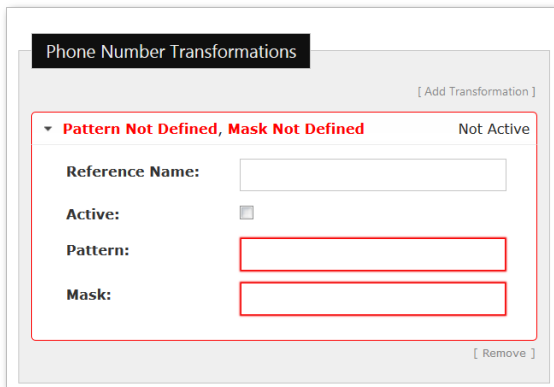 Phone Number Transformations
[ Add Transformation ]
Pattern Not Defined, Mask Not Defined Not Active
Reference Name:
Active:
Pattern:
Mask:
[ Remove ]